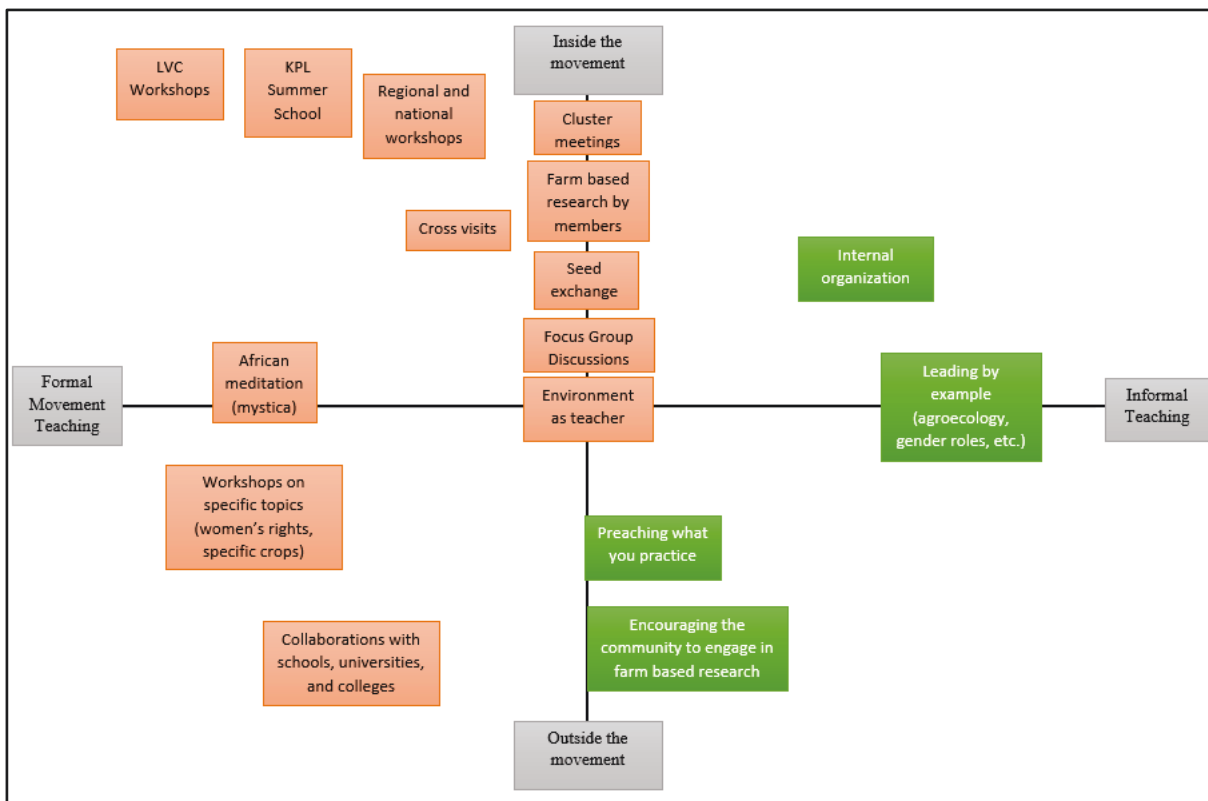 Inside the
movement
LVC
Workshops
KPL
Summer
School
Regional and
national
workshops
Cluster
meetings
Farm based
research by
members
Cross visits
Seed
exchange
Internal
organization
Focus Group
Discussions
African
meditation
(mystica)
Formal
Movement
Teaching
Environment
as teacher
Leading by
example
(agroecology,
gender roles, etc.)
Informal
Teaching
Workshops on
specific topics
(women’s rights,
specific crops)
Preaching what
you practice
Collaborations with
schools, universities,
and colleges
Encouraging the
community to engage in
farm based research
Outside the
movement